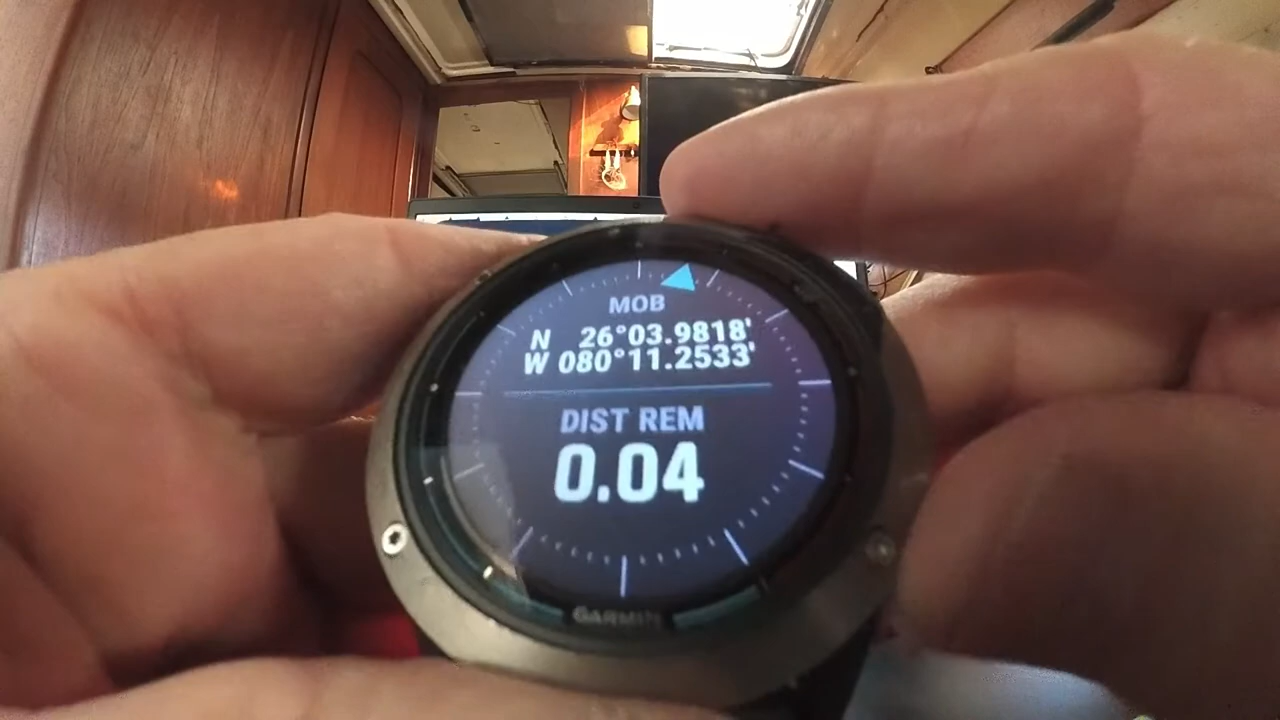 MOB
N 26°03.9818'
W 080°11.2533'
DIST REM
0.04
GARMIN